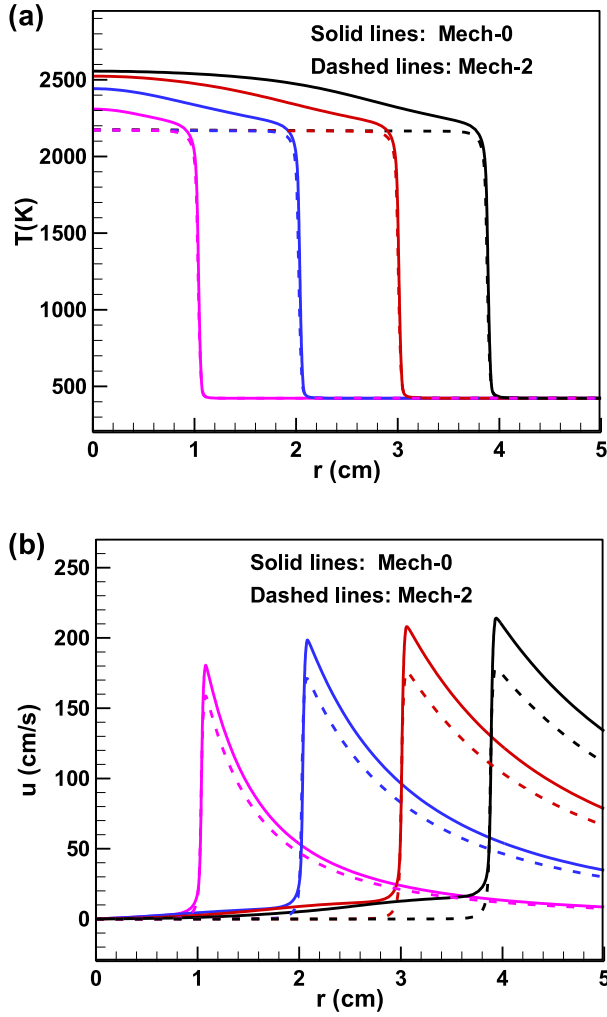 (a)
Solid lines: Mech-0
Dashed lines: Mech-2
T(K)
2500
2000
1500
1000
500
0 1 2 3 4 5
r (cm)
(b)
Solid lines: Mech-0
Dashed lines: Mech-2
u (cm/s)
250
200
150
100
50
0
0 1 2 3 4 5
r (cm)